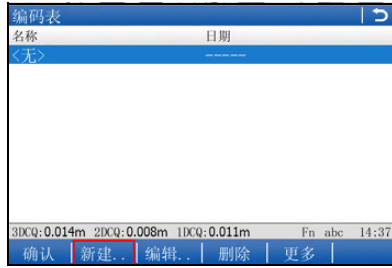 编码表
名称 日期
<无> -----
3DCQ:0.014m 2DCQ:0.008m 1DCQ:0.011m Fn abc 14:37
确认 新建.. 编辑.. 删除 更多